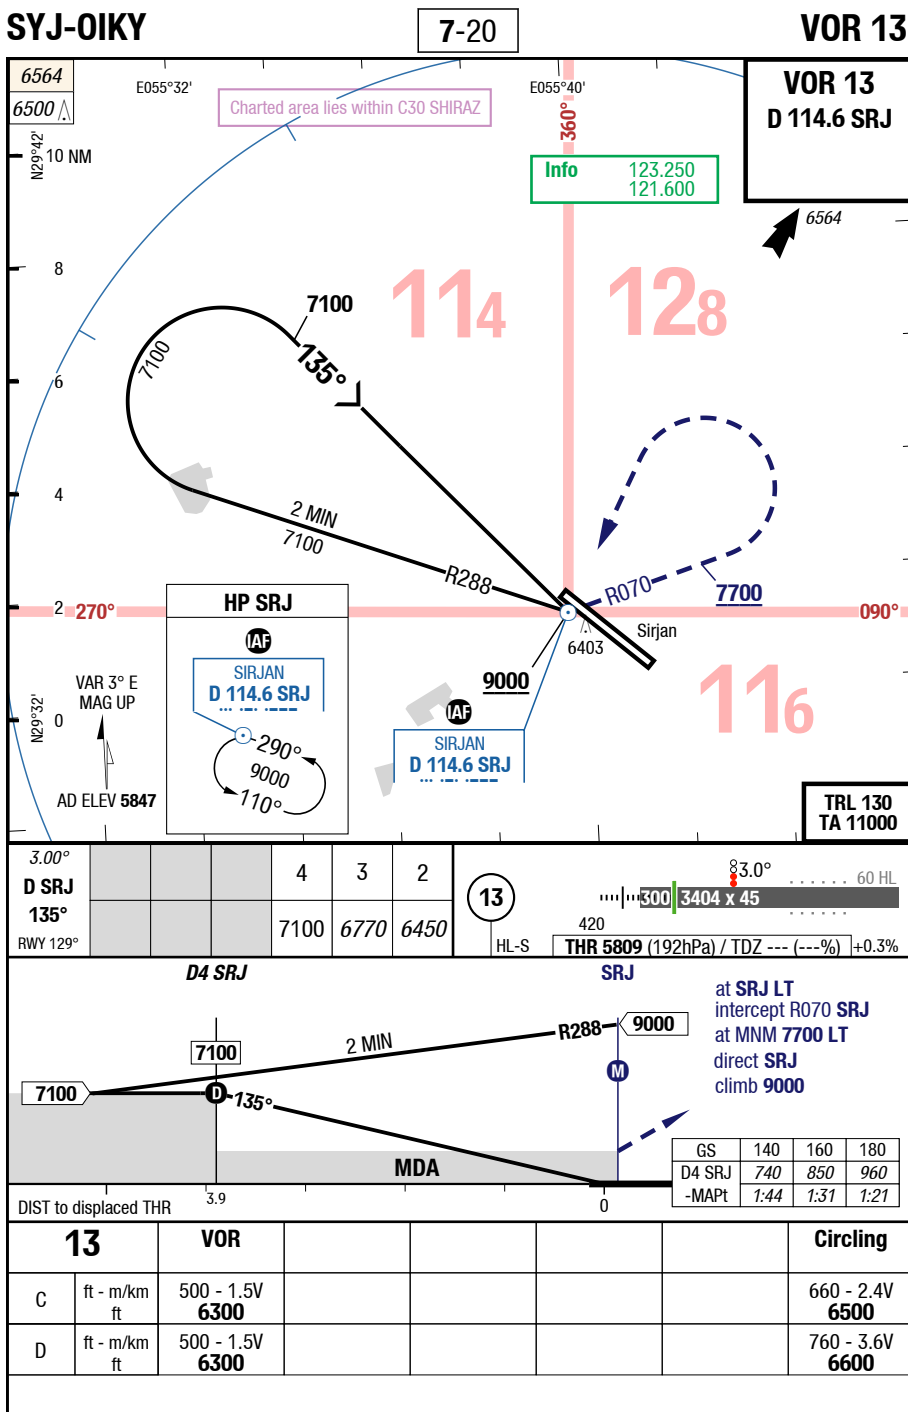 SYJ-OIKY
7-20
VOR 13
6564
6500
E055°32'
E055°40'
Charted area lies within C30 SHIRAZ
VOR 13
D 114.6 SRJ
360°
N29°42'
10 NM
Info 123.250
121.600
6564
8
114
128
7100
7100
135°
6
4
2 MIN
7100
R288
R070
7700
2
270°
090°
HP SRJ
IAF
SIRJAN
D 114.6 SRJ
290°
9000
110°
6403
Sirjan
9000
116
VAR 3° E
MAG UP
N29°32'
0
IAF
SIRJAN
D 114.6 SRJ
AD ELEV 5847
TRL 130
TA 11000
3.00°
D SRJ
135°
RWY 129°
4 3 2
7100 6770 6450
13
HL-S
3.0°
60 HL
300 3404 x 45
420
THR 5809 (192hPa) / TDZ --- (---%) +0.3%
D4 SRJ
SRJ
at SRJ LT
intercept R070 SRJ
at MNM 7700 LT
direct SRJ
climb 9000
2 MIN
R288
9000
7100
7100
D
135°
M
MDA
GS 140 160 180
D4 SRJ 740 850 960
-MAPt 1:44 1:31 1:21
DIST to displaced THR
3.9
0
13 VOR Circling
C ft - m/km 500 - 1.5V 660 - 2.4V
ft 6300 6500
D ft - m/km 500 - 1.5V 760 - 3.6V
ft 6300 6600